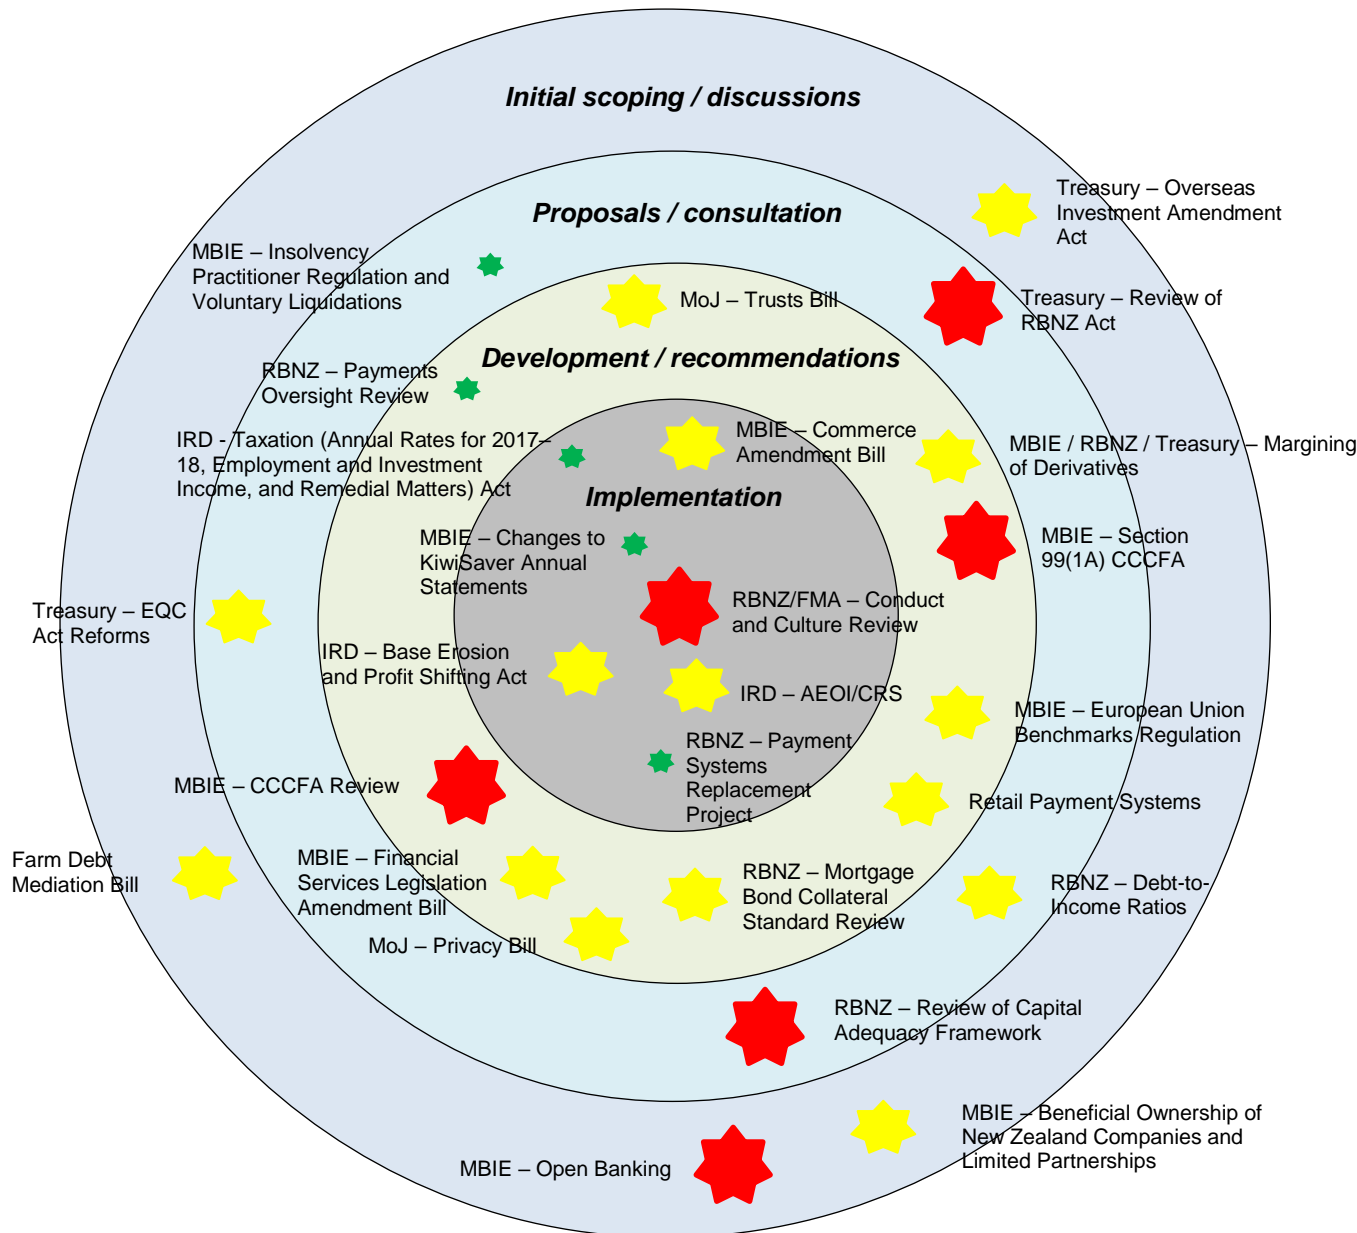 Initial scoping / discussions
Treasury – Overseas
Investment Amendment
Act
Proposals / consultation
MBIE – Insolvency
Practitioner Regulation and
Voluntary Liquidations
MoJ – Trusts Bill
Treasury – Review of
RBNZ Act
Development / recommendations
RBNZ – Payments
Oversight Review
MBIE – Commerce
Amendment Bill
IRD - Taxation (Annual Rates for 2017–
18, Employment and Investment
Income, and Remedial Matters) Act
MBIE / RBNZ / Treasury – Margining
of Derivatives
Implementation
MBIE – Changes to
KiwiSaver Annual
Statements
MBIE – Section
99(1A) CCCFA
RBNZ/FMA – Conduct
and Culture Review
Treasury – EQC
Act Reforms
IRD – Base Erosion
and Profit Shifting Act
IRD – AEOI/CRS
MBIE – European Union
Benchmarks Regulation
RBNZ – Payment
Systems
Replacement
Project
MBIE – CCCFA Review
Retail Payment Systems
Farm Debt
Mediation Bill
MBIE – Financial
Services Legislation
Amendment Bill
RBNZ – Mortgage
Bond Collateral
Standard Review
RBNZ – Debt-to-
Income Ratios
MoJ – Privacy Bill
RBNZ – Review of Capital
Adequacy Framework
MBIE – Beneficial Ownership of
New Zealand Companies and
Limited Partnerships
MBIE – Open Banking